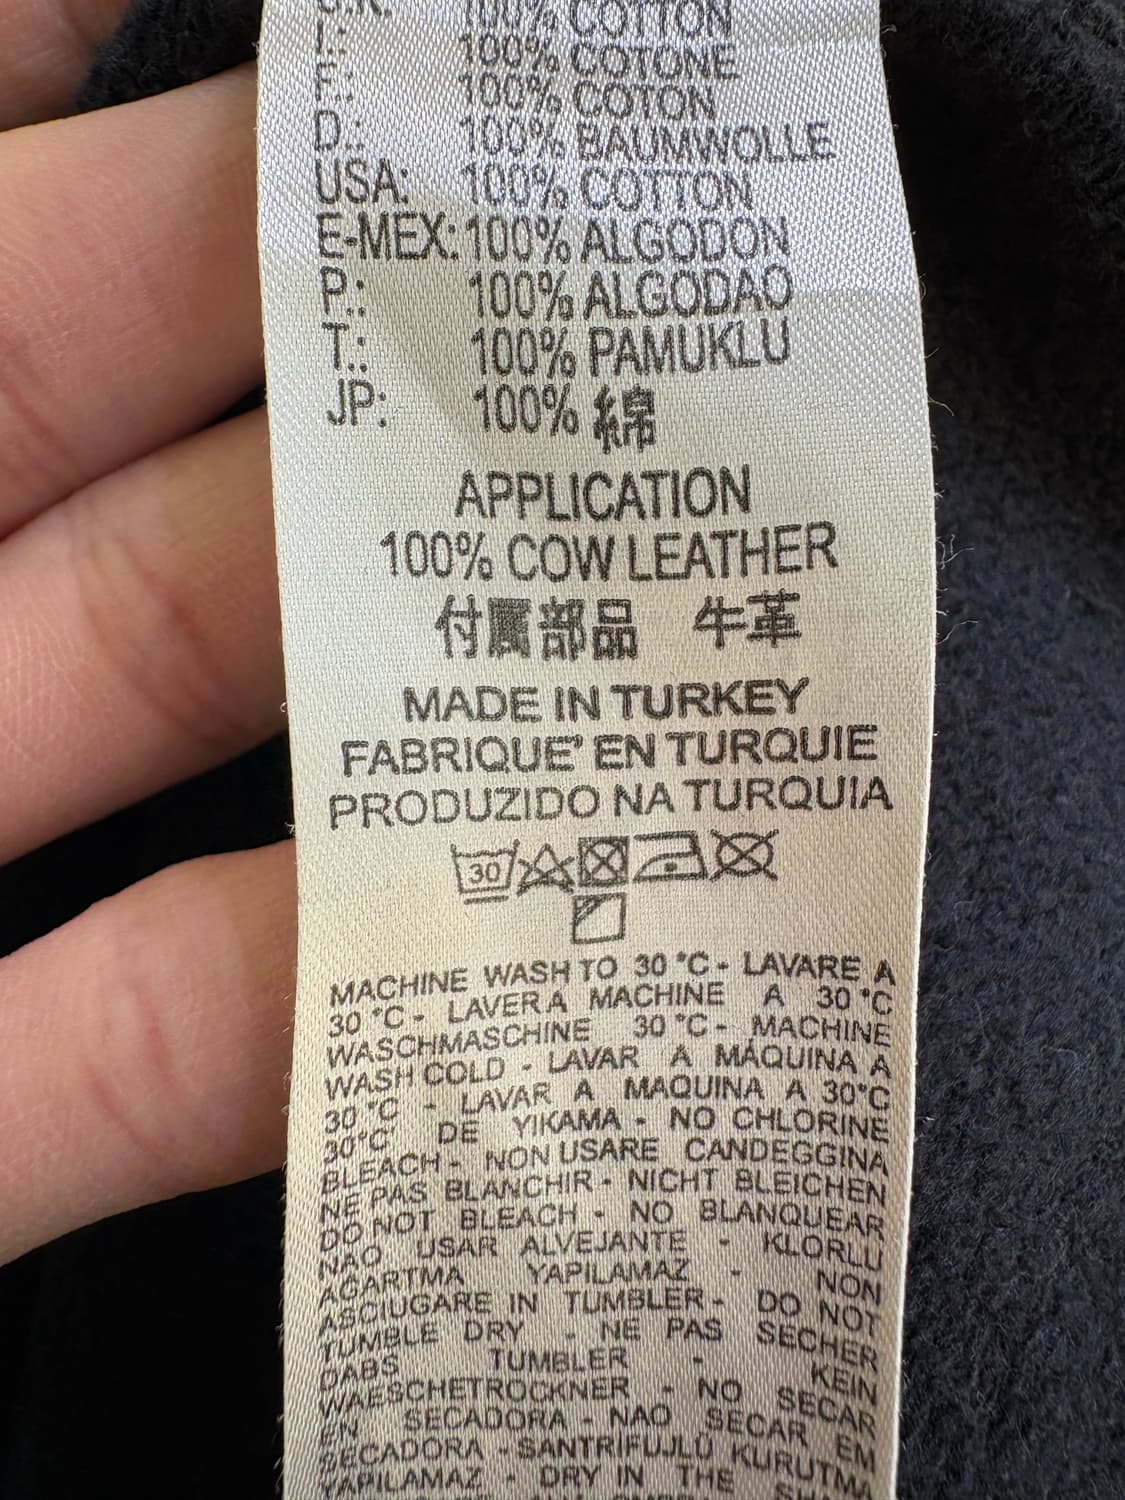 U.K. 100% COTTON
I.: 100% COTONE
F.: 100% COTON
D.: 100% BAUMWOLLE
USA: 100% COTTON
E-MEX: 100% ALGODON
P.: 100% ALGODAO
T.: 100% PAMUKLU
JP: 100% 綿
APPLICATION
100% COW LEATHER
付属部品 牛革
MADE IN TURKEY
FABRIQUE' EN TURQUIE
PRODUZIDO NA TURQUIA
30
MACHINE WASH TO 30 °C - LAVARE A
30 °C - LAVER A MACHINE A 30 °C
WASCHMASCHINE 30 °C - MACHINE
WASH COLD - LAVAR A MÁQUINA A
30 °C - LAVAR A MAQUINA A 30°C
30°C DE YIKAMA - NO CHLORINE
BLEACH - NON USARE CANDEGGINA
NE PAS BLANCHIR - NICHT BLEICHEN
DO NOT BLEACH - NO BLANQUEAR
NAO USAR ALVEJANTE - KLORLU
AGARTMA YAPILAMAZ - NON
ASCIUGARE IN TUMBLER - DO NOT
TUMBLE DRY - NE PAS SECHER
DABS TUMBLER - KEIN
WAESCHETROCKNER - NO SECAR
EN SECADORA - NAO SECAR EM
SECADORA - SANTRIFÜJLÜ KURUTMA
YAPILAMAZ - DRY IN THE